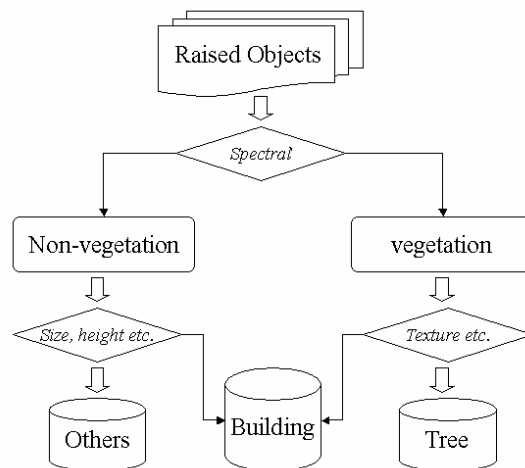 Raised Objects
Spectral
Non-vegetation
vegetation
Size, height etc.
Texture etc.
Others
Building
Tree